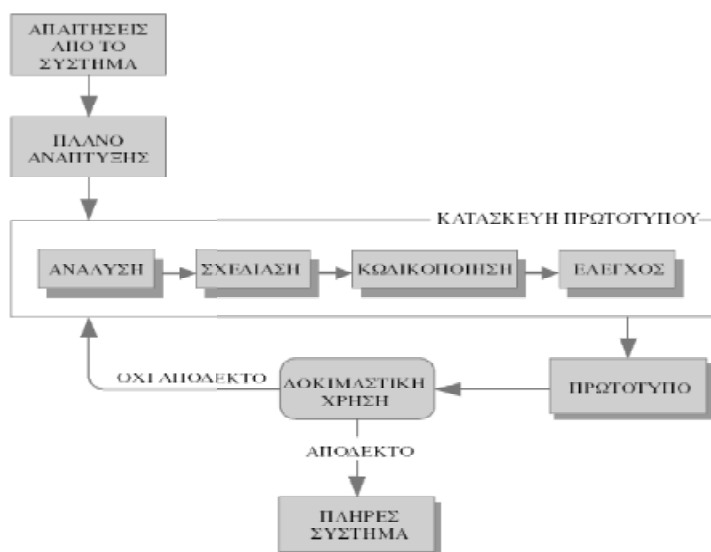 ΑΠΑΙΤΗΣΕΙΣ
ΑΠΟ ΤΟ
ΣΥΣΤΗΜΑ
ΠΛΑΝΟ
ΑΝΑΠΤΥΞΗΣ
ΚΑΤΑΣΚΕΥΗ ΠΡΩΤΟΤΥΠΟΥ
ΑΝΑΛΥΣΗ
ΣΧΕΔΙΑΣΗ
ΚΩΔΙΚΟΠΟΙΗΣΗ
ΕΛΕΓΧΟΣ
ΟΧΙ ΑΠΟΔΕΚΤΟ
ΔΟΚΙΜΑΣΤΙΚΗ
ΧΡΗΣΗ
ΠΡΩΤΟΤΥΠΟ
ΑΠΟΔΕΚΤΟ
ΠΛΗΡΕΣ
ΣΥΣΤΗΜΑ